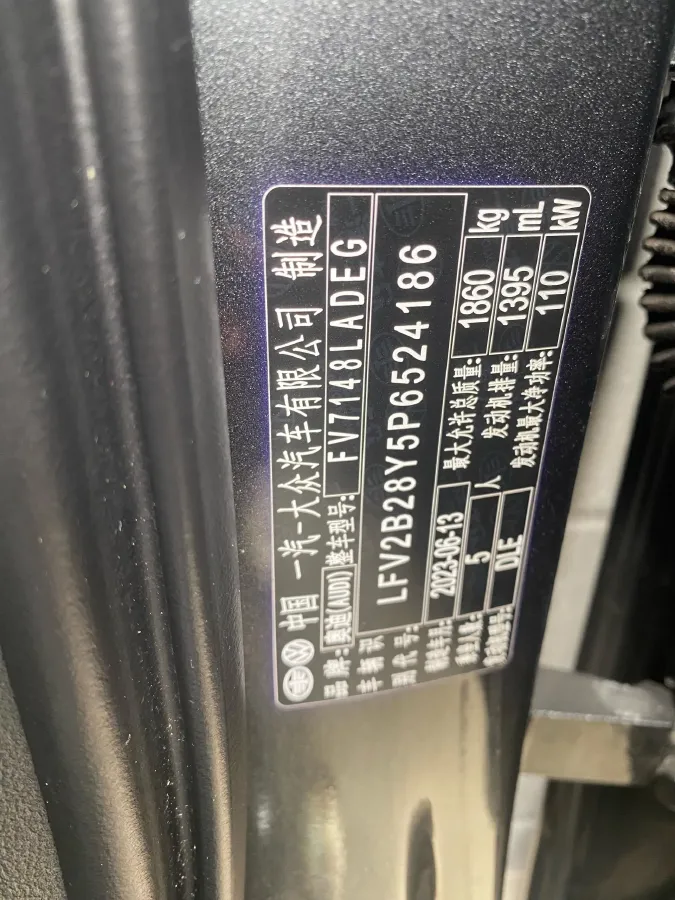 中国 一汽-大众汽车有限公司 制造
品 牌: 奥迪(AUDI) 整车型号: FV7148LADEG
车辆识别代号: LFV2B28Y5P6524186
制造年月: 2023-06-13 最大允许总质量: 1860 kg
乘坐人数: 5 人 发动机排量: 1395 mL
发动机型号: DLE 发动机最大净功率: 110 kW